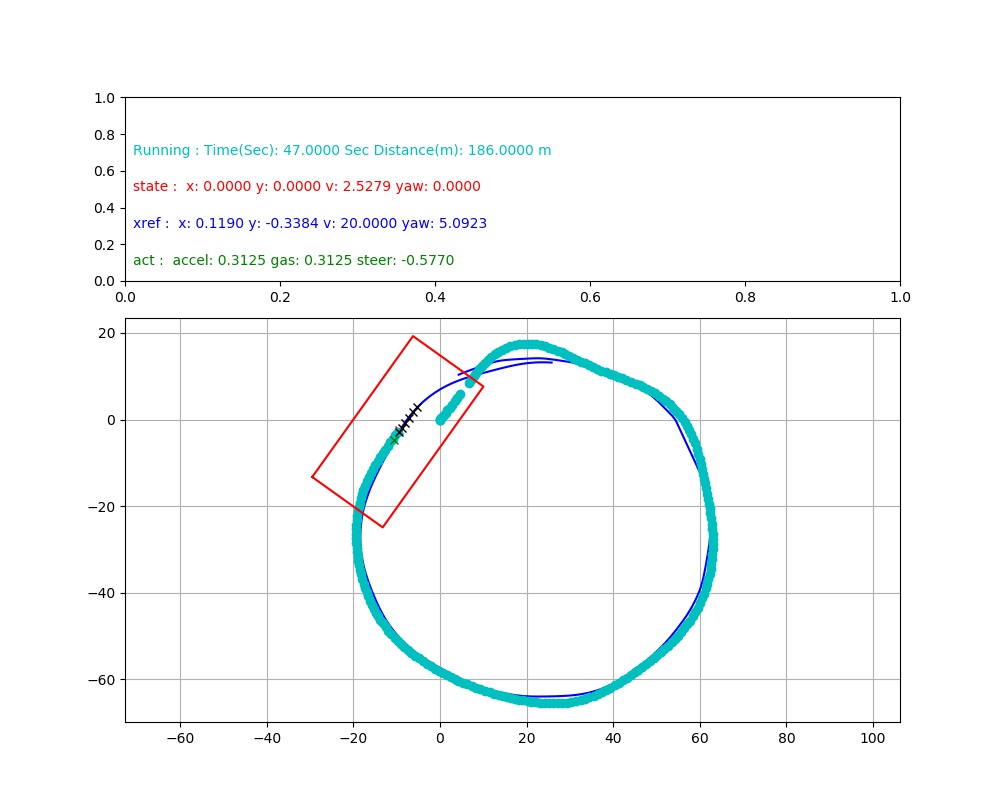 1.0
0.8
Running : Time(Sec): 47.0000 Sec Distance(m): 186.0000 m
0.6
state :  x: 0.0000 y: 0.0000 v: 2.5279 yaw: 0.0000
0.4
xref :  x: 0.1190 y: -0.3384 v: 20.0000 yaw: 5.0923
0.2
act :  accel: 0.3125 gas: 0.3125 steer: -0.5770
0.0
0.0 0.2 0.4 0.6 0.8 1.0
20
0
−20
−40
−60
−60 −40 −20 0 20 40 60 80 100